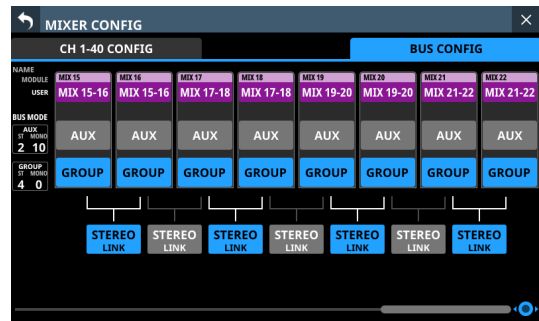 MIXER CONFIG
CH 1-40 CONFIG BUS CONFIG
NAME
MODULE MIX 15 MIX 16 MIX 17 MIX 18 MIX 19 MIX 20 MIX 21 MIX 22
USER MIX 15-16 MIX 15-16 MIX 17-18 MIX 17-18 MIX 19-20 MIX 19-20 MIX 21-22 MIX 21-22
BUS MODE
AUX
ST MONO
2 10
AUX AUX AUX AUX AUX AUX AUX AUX
GROUP
ST MONO
4 0
GROUP GROUP GROUP GROUP GROUP GROUP GROUP GROUP
STEREO STEREO STEREO STEREO STEREO STEREO STEREO
LINK LINK LINK LINK LINK LINK LINK